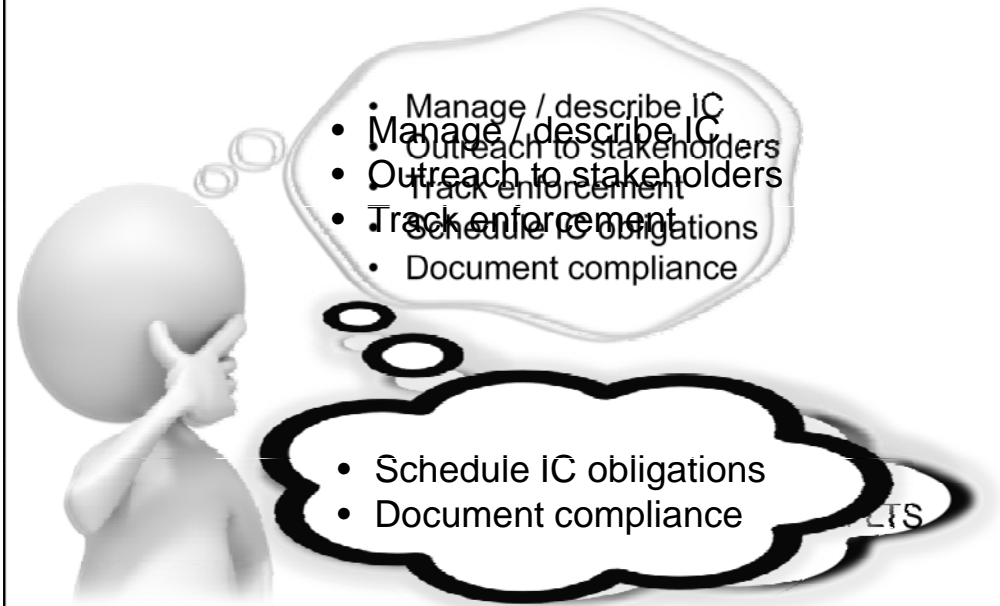 • Manage / describe IC
• Outreach to stakeholders
• Track enforcement
• Schedule IC obligations
• Document compliance
• Manage / describe IC
• Outreach to stakeholders
• Track enforcement
• Schedule IC obligations
• Document compliance